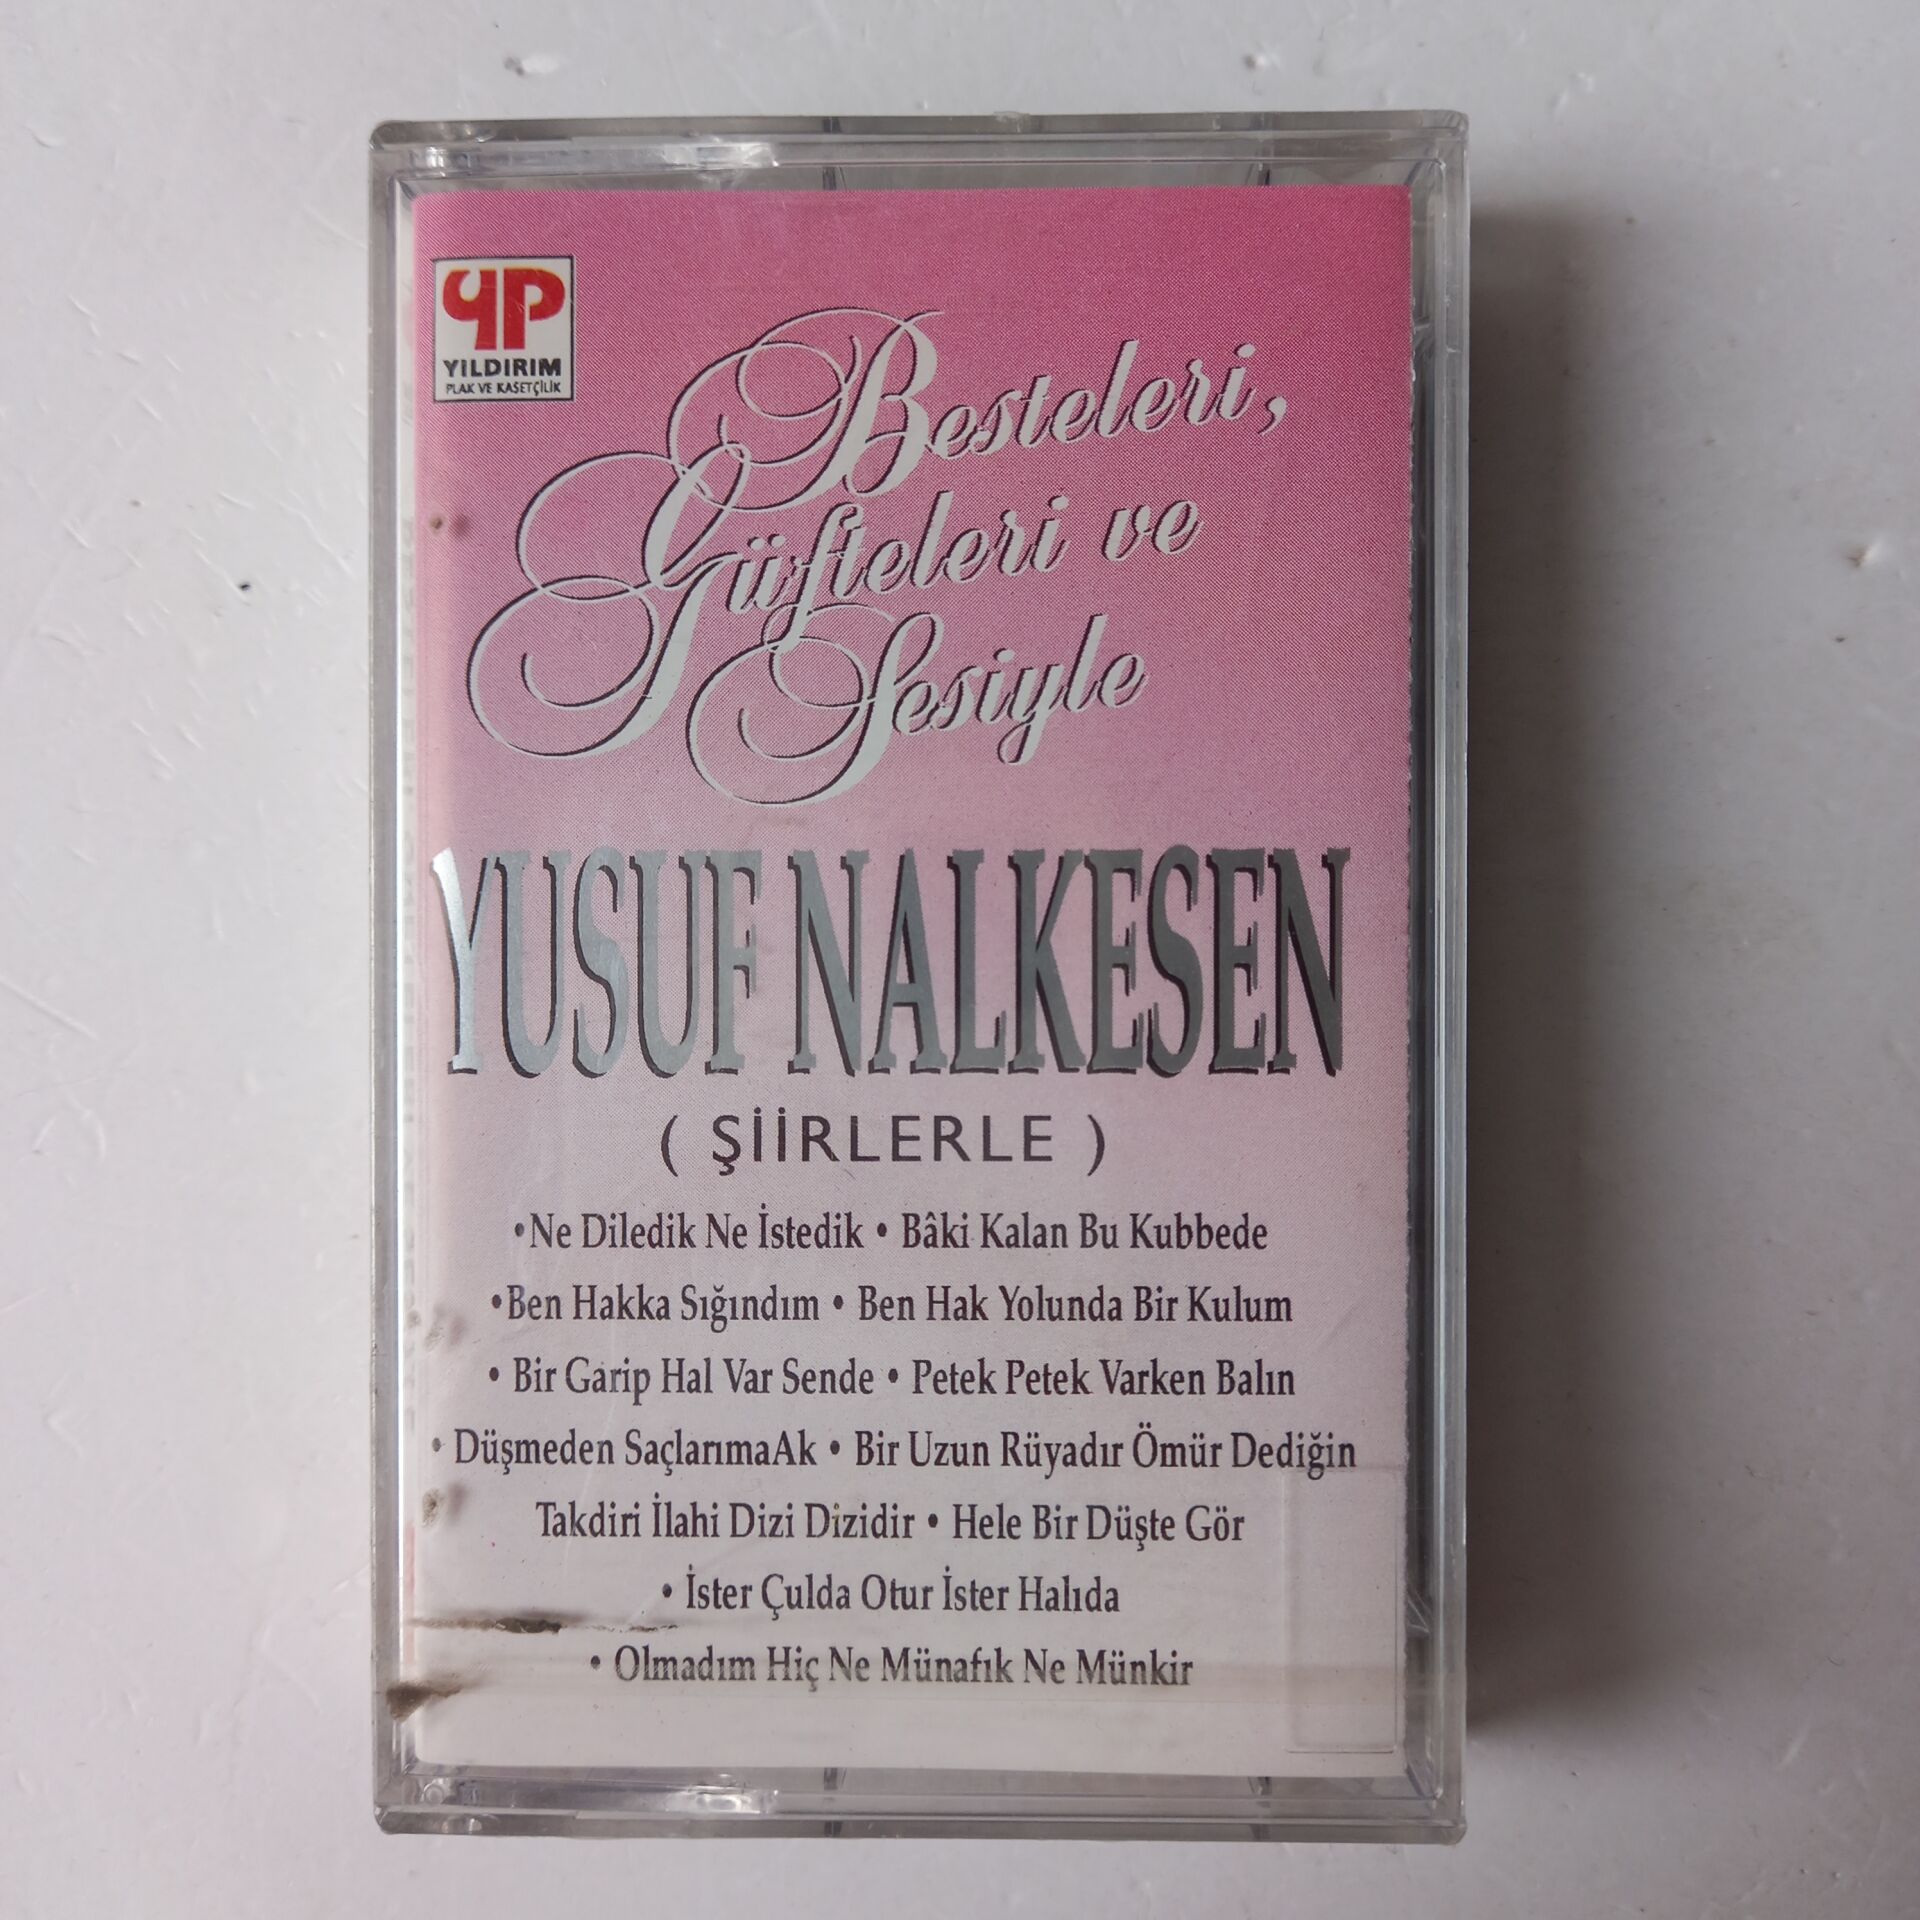 YP
YILDIRIM
PLAK VE KASETÇİLİK
Besteleri,
Güfteleri ve
Sesiyle
YUSUF NALKESEN
( ŞİİRLERLE )
•Ne Diledik Ne İstedik • Bâki Kalan Bu Kubbede
•Ben Hakka Sığındım • Ben Hak Yolunda Bir Kulum
• Bir Garip Hal Var Sende • Petek Petek Varken Balın
• Düşmeden SaçlarımaAk • Bir Uzun Rüyadır Ömür Dediğin
Takdiri İlahi Dizi Dizidir • Hele Bir Düşte Gör
• İster Çulda Otur İster Halıda
• Olmadım Hiç Ne Münafık Ne Münkir